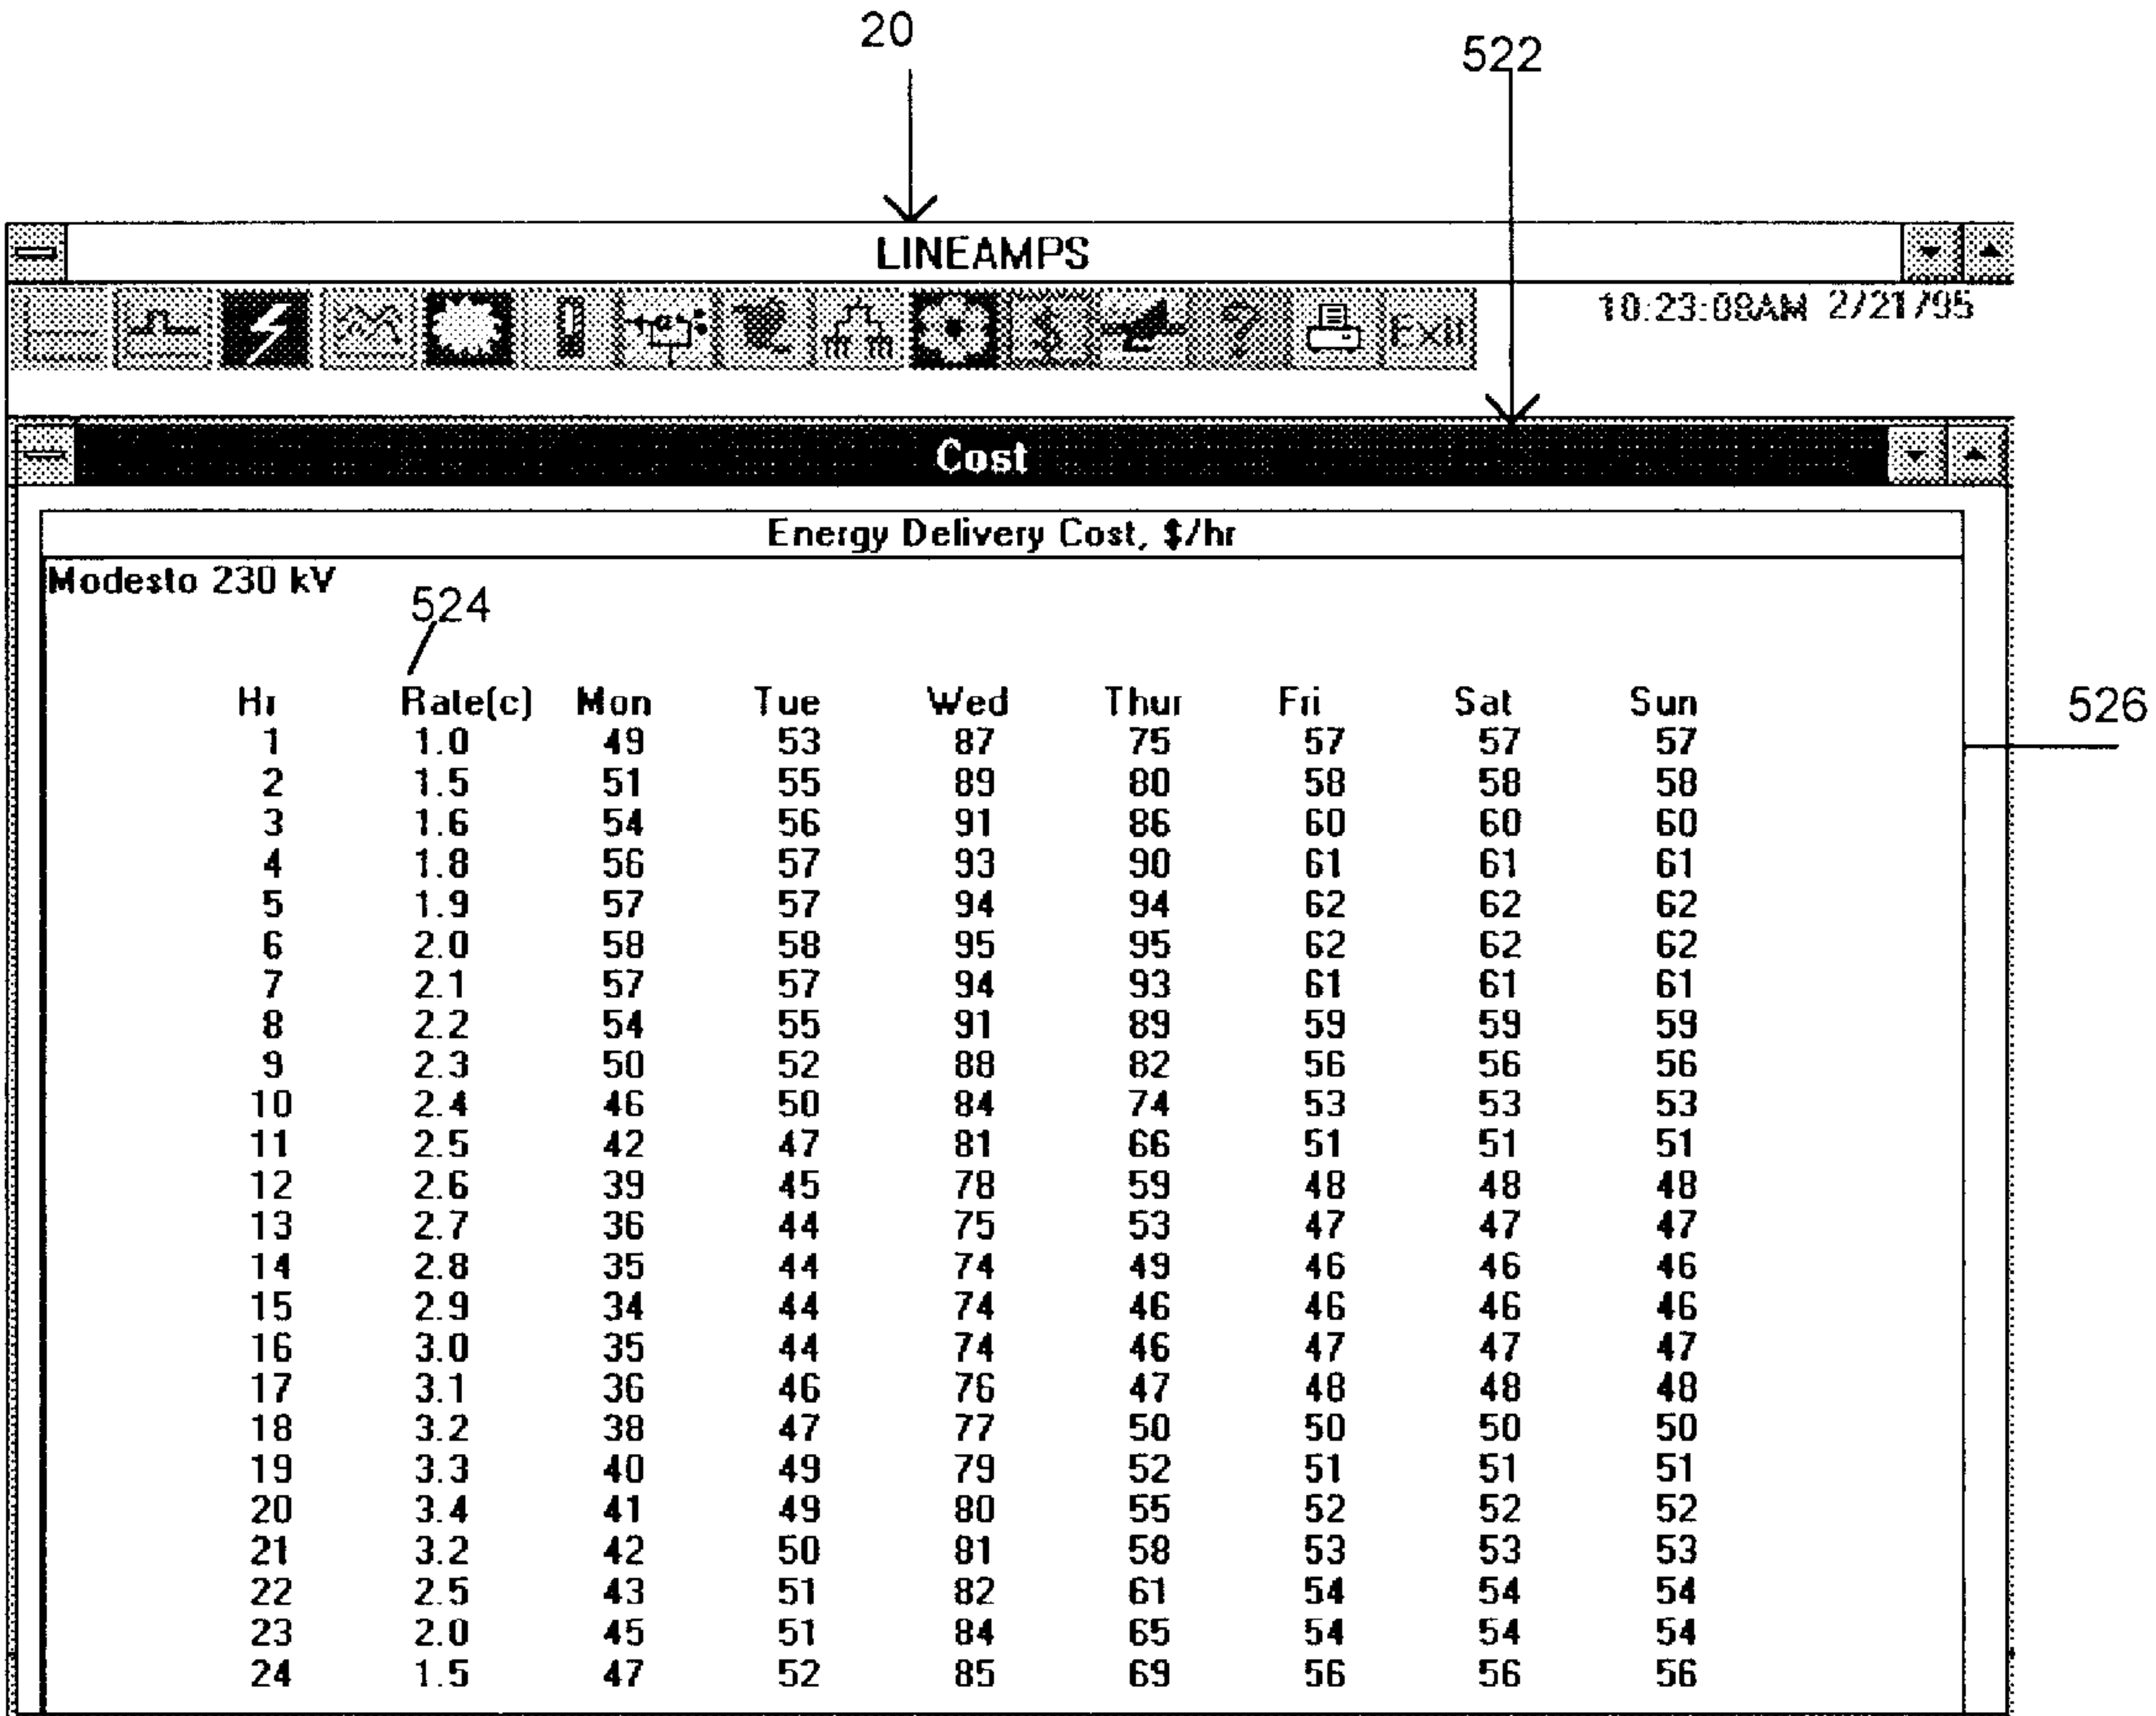 20
522
LINEAMPS
10:23:08AM 2/21/95
$ ? Exit
Cost
Energy Delivery Cost, $/hr
Modesto 230 kV
524
Hr Rate(c) Mon Tue Wed Thur Fri Sat Sun
526
1 1.0 49 53 87 75 57 57 57
2 1.5 51 55 89 80 58 58 58
3 1.6 54 56 91 86 60 60 60
4 1.8 56 57 93 90 61 61 61
5 1.9 57 57 94 94 62 62 62
6 2.0 58 58 95 95 62 62 62
7 2.1 57 57 94 93 61 61 61
8 2.2 54 55 91 89 59 59 59
9 2.3 50 52 88 82 56 56 56
10 2.4 46 50 84 74 53 53 53
11 2.5 42 47 81 66 51 51 51
12 2.6 39 45 78 59 48 48 48
13 2.7 36 44 75 53 47 47 47
14 2.8 35 44 74 49 46 46 46
15 2.9 34 44 74 46 46 46 46
16 3.0 35 44 74 46 47 47 47
17 3.1 36 46 76 47 48 48 48
18 3.2 38 47 77 50 50 50 50
19 3.3 40 49 79 52 51 51 51
20 3.4 41 49 80 55 52 52 52
21 3.2 42 50 81 58 53 53 53
22 2.5 43 51 82 61 54 54 54
23 2.0 45 51 84 65 54 54 54
24 1.5 47 52 85 69 56 56 56